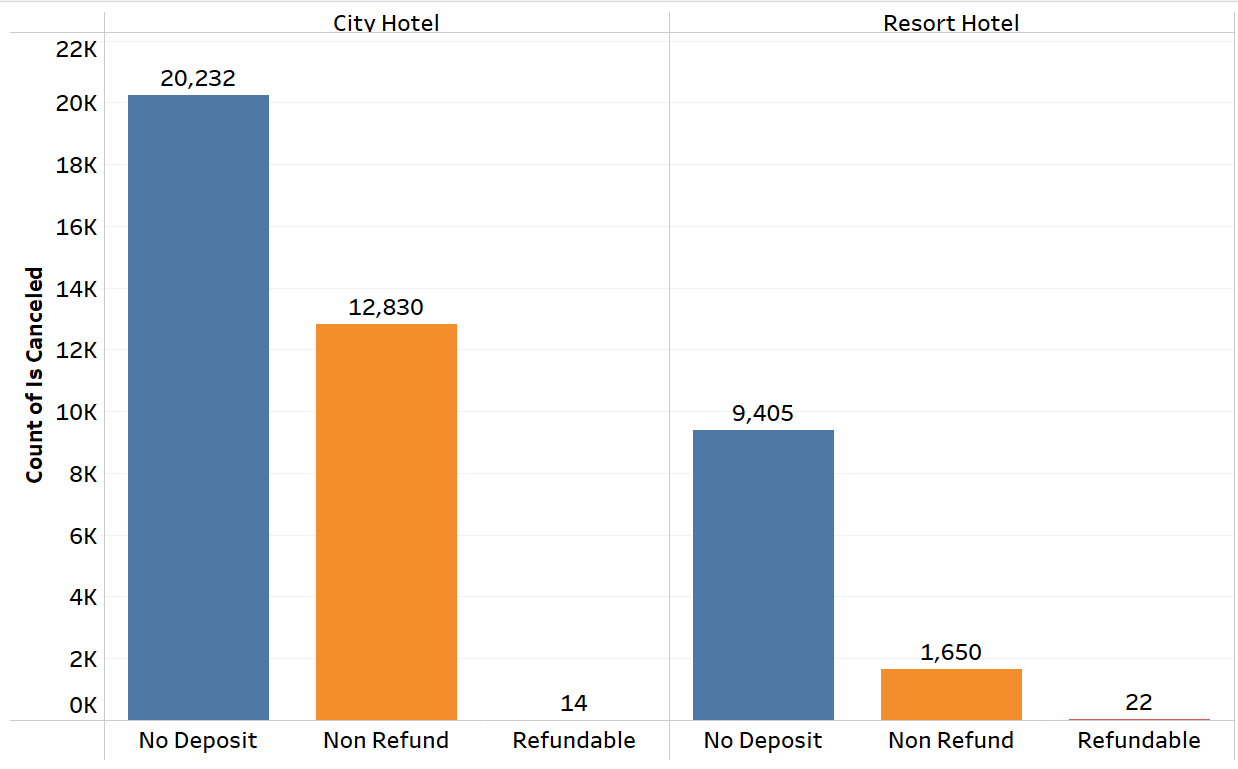 City Hotel
Resort Hotel
Count of Is Canceled
22K
20K
18K
16K
14K
12K
10K
8K
6K
4K
2K
0K
20,232
12,830
14
9,405
1,650
22
No Deposit
Non Refund
Refundable
No Deposit
Non Refund
Refundable